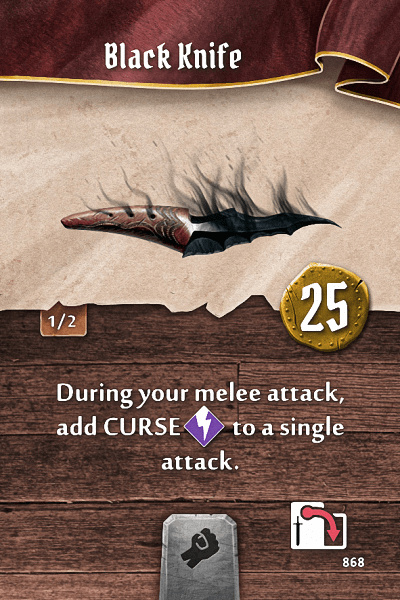 Black Knife
25
1/2
During your melee attack,
add CURSE to a single
attack.
868